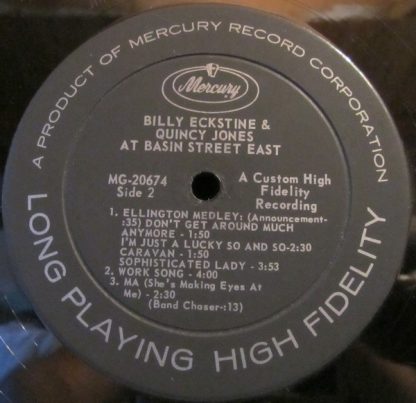 A PRODUCT OF MERCURY RECORD CORPORATION
Mercury
BILLY ECKSTINE &
QUINCY JONES
AT BASIN STREET EAST
MG-20674
Side 2
A Custom High
Fidelity
Recording
1. ELLINGTON MEDLEY: (Announcement-
:35) DON'T GET AROUND MUCH
ANYMORE - 1:50
I'M JUST A LUCKY SO AND SO-2:30
CARAVAN - 1:50
SOPHISTICATED LADY - 3:53
2. WORK SONG - 4:00
3. MA (She's Making Eyes At
Me) - 2:30
(Band Chaser-:13)
LONG PLAYING HIGH FIDELITY